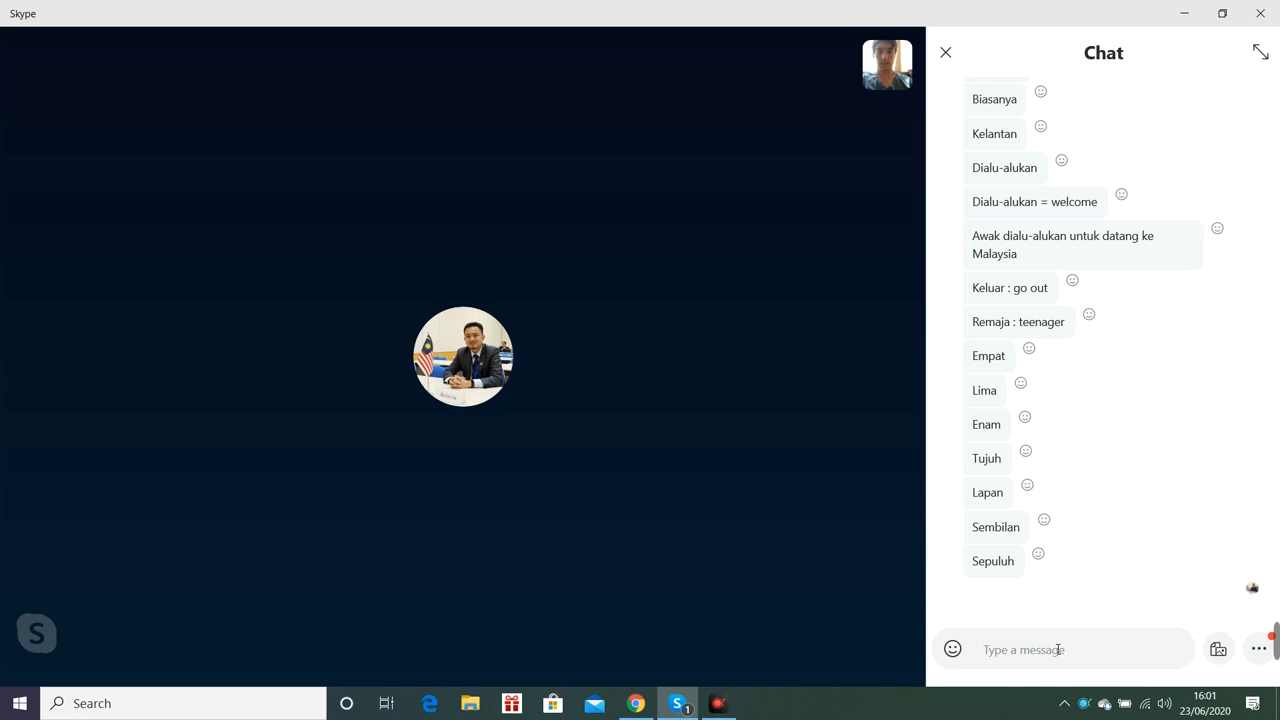 Skype
Chat
Biasanya
Kelantan
Dialu-alukan
Dialu-alukan = welcome
Awak dialu-alukan untuk datang ke
Malaysia
Keluar : go out
Remaja : teenager
Empat
Lima
Enam
Tujuh
Lapan
Sembilan
Sepuluh
S
Type a message
Search
S 1
16:01
23/06/2020